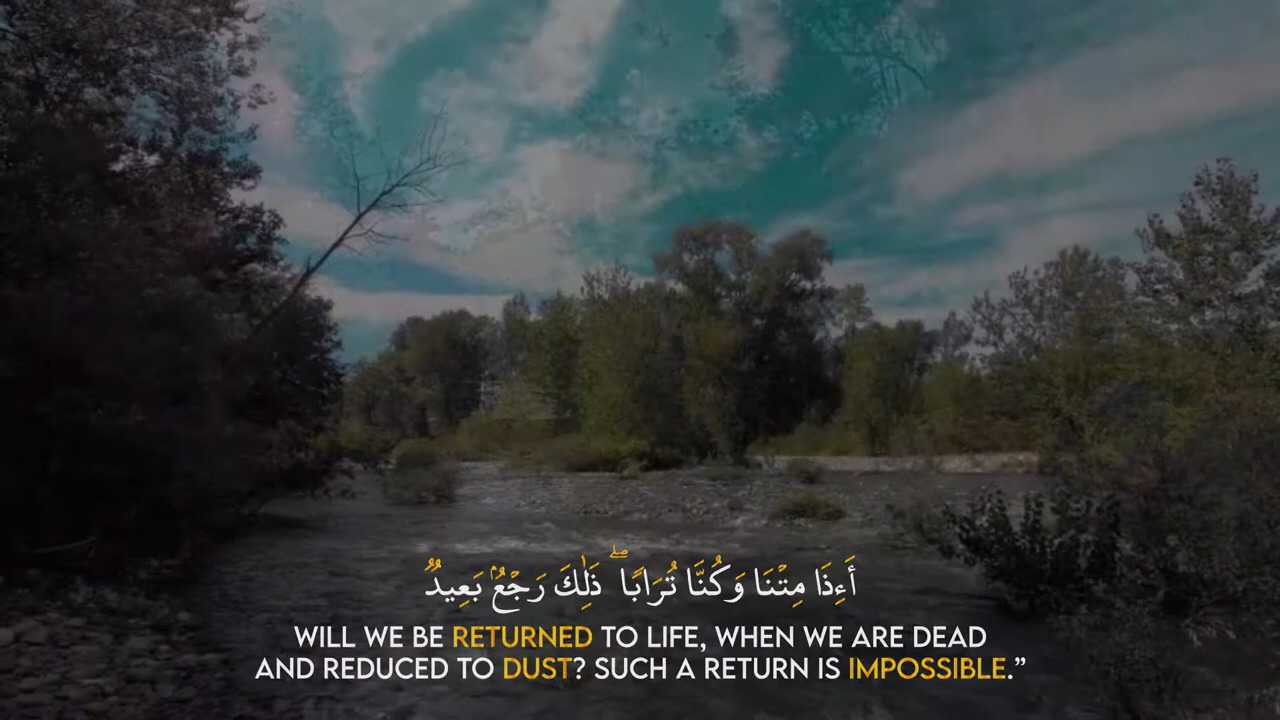 أَءِذَا مِتْنَا وَكُنَّا تُرَابًا ۖ ذَٰلِكَ رَجْعٌۢ بَعِيدٌ
WILL WE BE RETURNED TO LIFE, WHEN WE ARE DEAD
AND REDUCED TO DUST? SUCH A RETURN IS IMPOSSIBLE.”